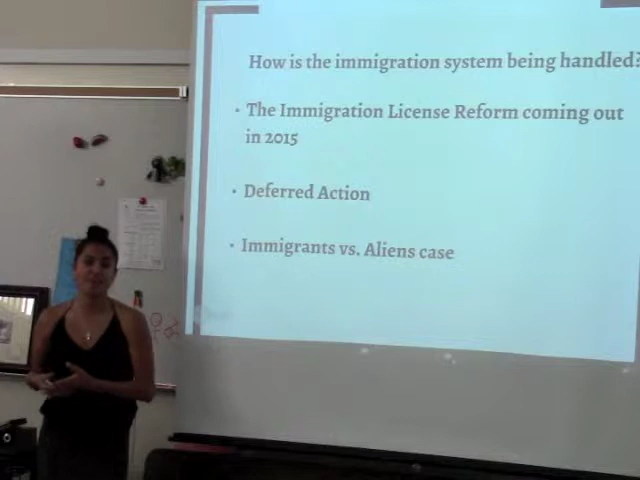 How is the immigration system being handled?
• The Immigration License Reform coming out
in 2015
• Deferred Action
• Immigrants vs. Aliens case